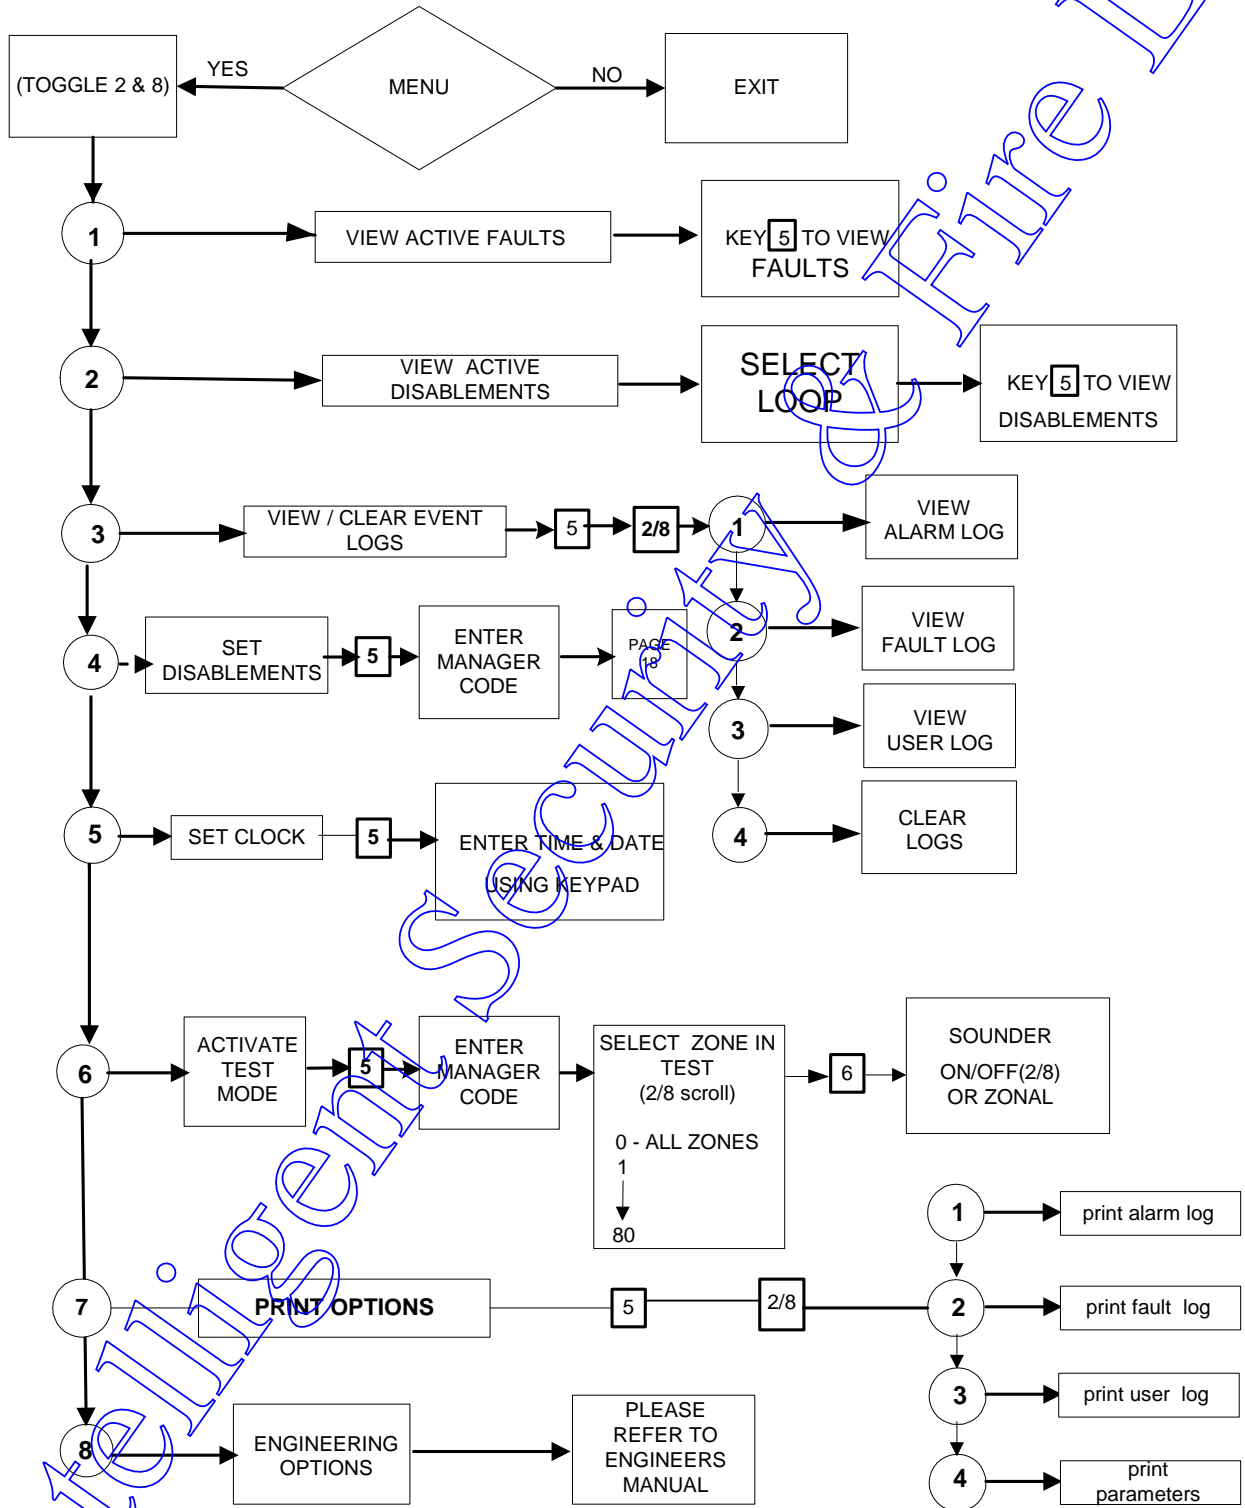 (TOGGLE 2 & 8)
YES
MENU
NO
EXIT
1
VIEW ACTIVE FAULTS
KEY 5 TO VIEW
FAULTS
2
VIEW ACTIVE
DISABLEMENTS
SELECT
LOOP
KEY 5 TO VIEW
DISABLEMENTS
3
VIEW / CLEAR EVENT
LOGS
5
2/8
1
VIEW
ALARM LOG
2
VIEW
FAULT LOG
3
VIEW
USER LOG
4
CLEAR
LOGS
4
SET
DISABLEMENTS
5
ENTER
MANAGER
CODE
PAGE
18
5
SET CLOCK
5
ENTER TIME & DATE
USING KEYPAD
6
ACTIVATE
TEST
MODE
5
ENTER
MANAGER
CODE
SELECT ZONE IN
TEST
(2/8 scroll)
0 - ALL ZONES
1
80
6
SOUNDER
ON/OFF(2/8)
OR ZONAL
7
PRINT OPTIONS
5
2/8
1
print alarm log
2
print fault log
3
print user log
4
print
parameters
8
ENGINEERING
OPTIONS
PLEASE
REFER TO
ENGINEERS
MANUAL
telligent Security & Fire